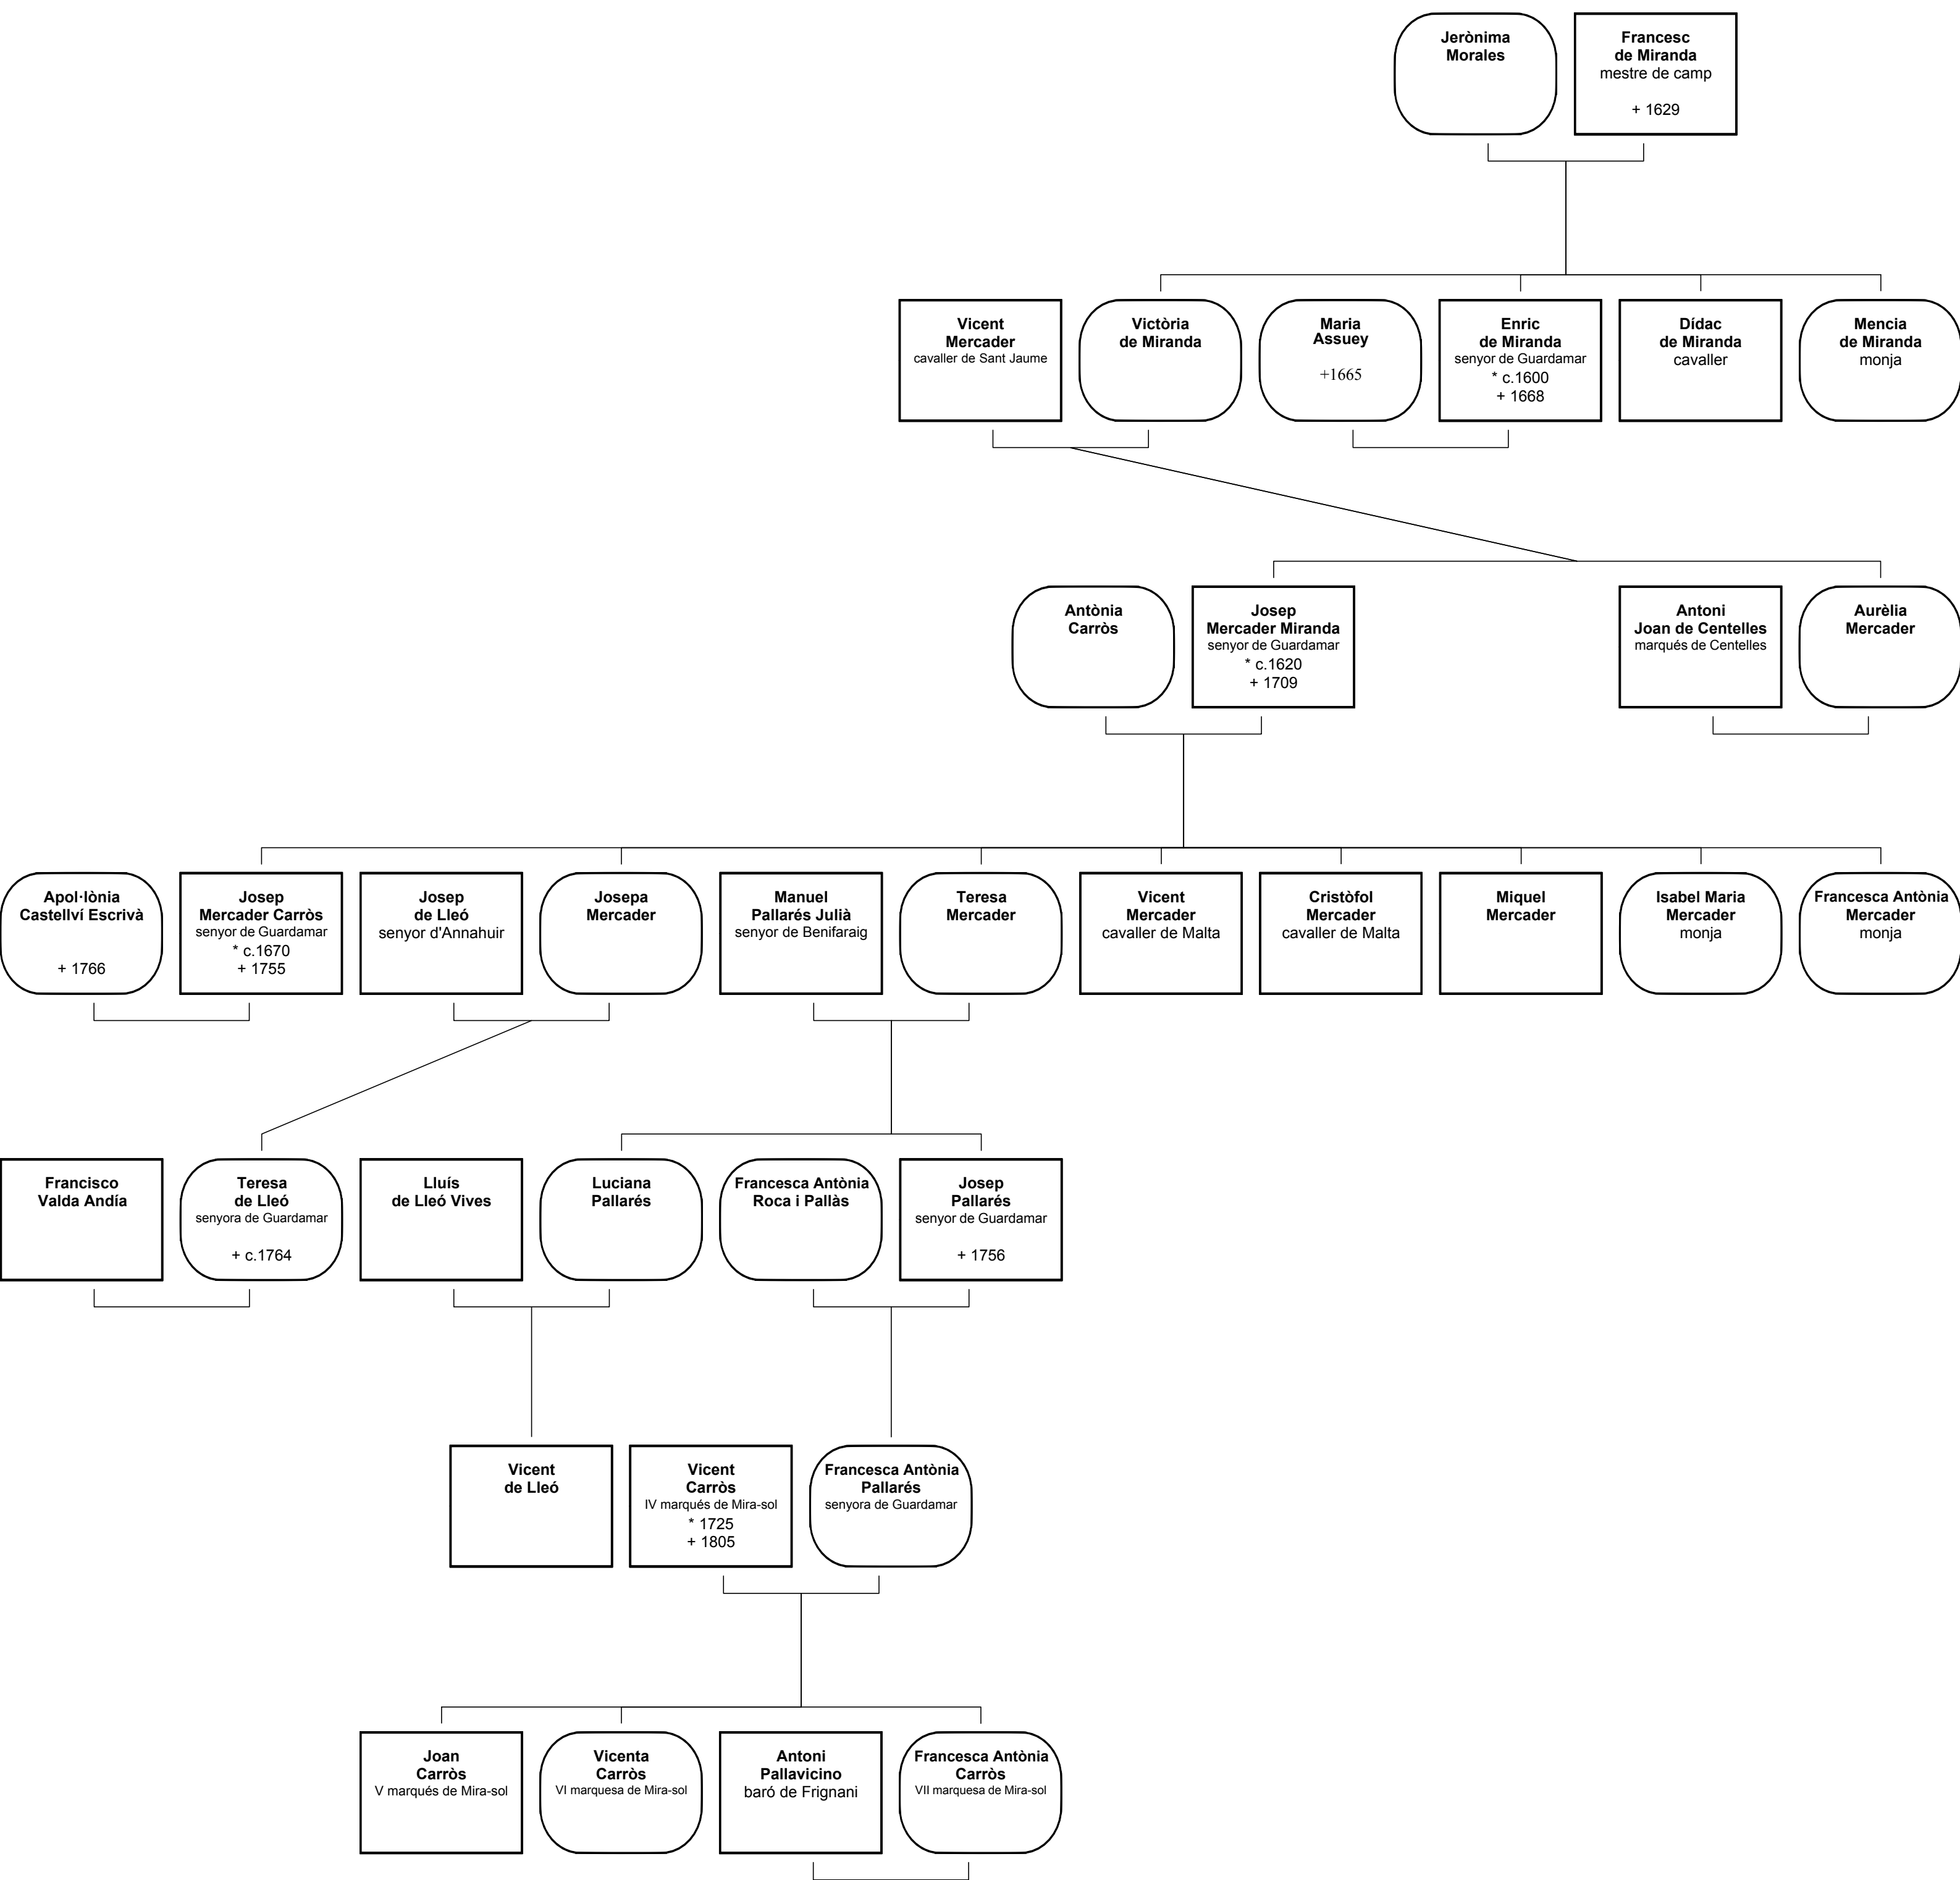 Jerònima
Morales
Francesc
de Miranda
mestre de camp
+ 1629
Vicent
Mercader
cavaller de Sant Jaume
Victòria
de Miranda
Maria
Assuey
+1665
Enric
de Miranda
senyor de Guardamar
* c.1600
+ 1668
Dídac
de Miranda
cavaller
Mencia
de Miranda
monja
Antònia
Carròs
Josep
Mercader Miranda
senyor de Guardamar
* c.1620
+ 1709
Antoni
Joan de Centelles
marqués de Centelles
Aurèlia
Mercader
Apol·lònia
Castellví Escrivà
+ 1766
Josep
Mercader Carròs
senyor de Guardamar
* c.1670
+ 1755
Josep
de Lleó
senyor d'Annahuir
Josepa
Mercader
Manuel
Pallarés Julià
senyor de Benifaraig
Teresa
Mercader
Vicent
Mercader
cavaller de Malta
Cristòfol
Mercader
cavaller de Malta
Miquel
Mercader
Isabel Maria
Mercader
monja
Francesca Antònia
Mercader
monja
Francisco
Valda Andía
Teresa
de Lleó
senyora de Guardamar
+ c.1764
Lluís
de Lleó Vives
Luciana
Pallarés
Francesca Antònia
Roca i Pallàs
Josep
Pallarés
senyor de Guardamar
+ 1756
Vicent
de Lleó
Vicent
Carròs
IV marqués de Mira-sol
* 1725
+ 1805
Francesca Antònia
Pallarés
senyora de Guardamar
Joan
Carròs
V marqués de Mira-sol
Vicenta
Carròs
VI marquesa de Mira-sol
Antoni
Pallavicino
baró de Frignani
Francesca Antònia
Carròs
VII marquesa de Mira-sol